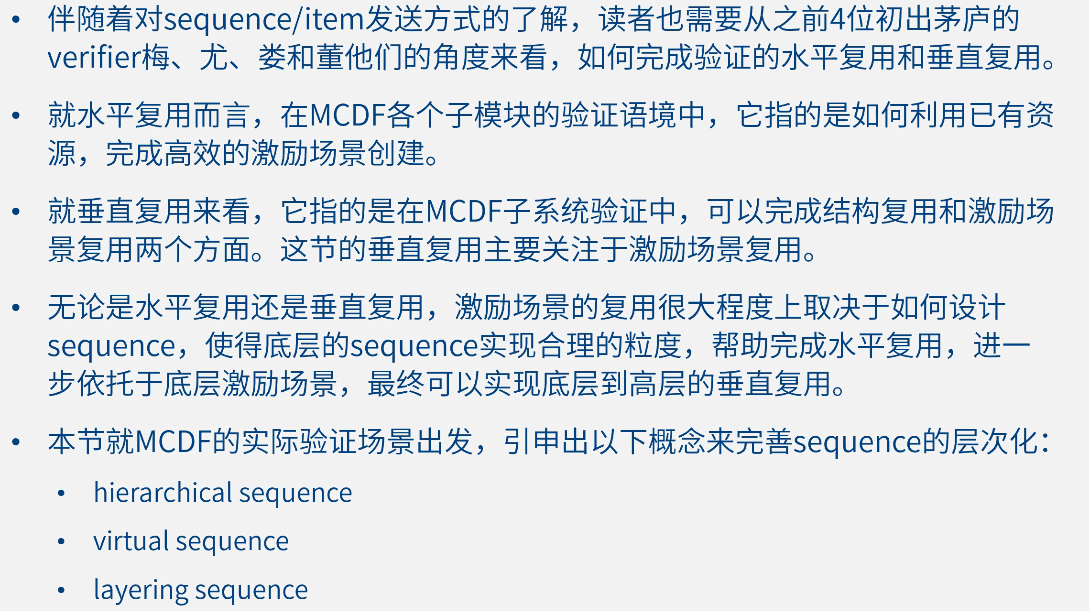 • 伴随着对sequence/item发送方式的了解，读者也需要从之前4位初出茅庐的
verifier梅、尤、娄和董他们的角度来看，如何完成验证的水平复用和垂直复用。
• 就水平复用而言，在MCDF各个子模块的验证语境中，它指的是如何利用已有资
源，完成高效的激励场景创建。
• 就垂直复用来看，它指的是在MCDF子系统验证中，可以完成结构复用和激励场
景复用两个方面。这节的垂直复用主要关注于激励场景复用。
• 无论是水平复用还是垂直复用，激励场景的复用很大程度上取决于如何设计
sequence，使得底层的sequence实现合理的粒度，帮助完成水平复用，进一
步依托于底层激励场景，最终可以实现底层到高层的垂直复用。
• 本节就MCDF的实际验证场景出发，引申出以下概念来完善sequence的层次化：
• hierarchical sequence
• virtual sequence
• layering sequence